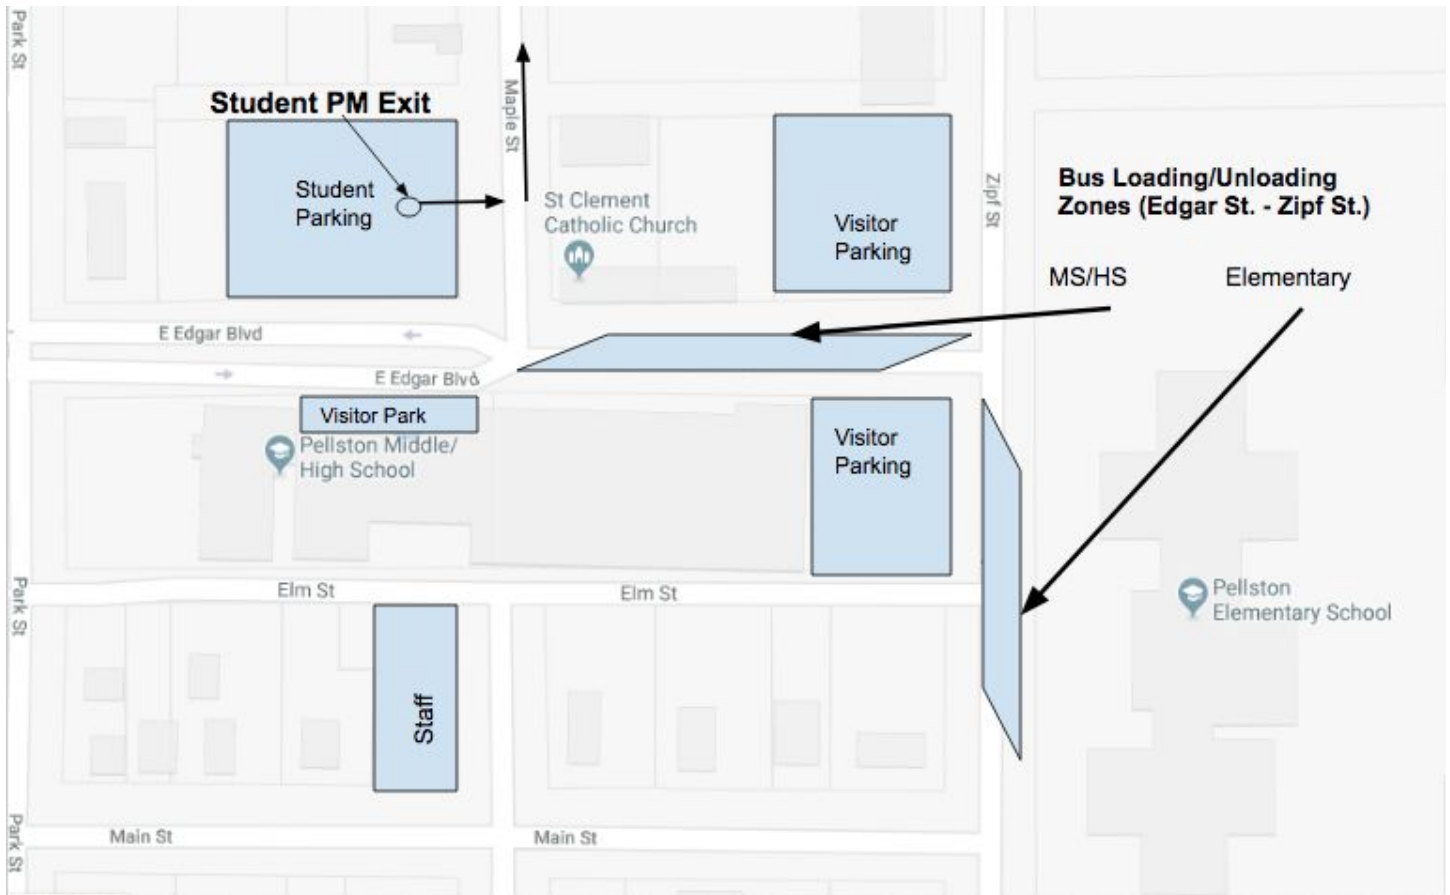 Park St
Student PM Exit
Maple St
Student
Parking
St Clement
Catholic Church
Visitor
Parking
Zipf St
Bus Loading/Unloading
Zones (Edgar St. - Zipf St.)
MS/HS
Elementary
E Edgar Blvd
E Edgar Blvd
Visitor Park
Pellston Middle/
High School
Visitor
Parking
Park St
Elm St
Elm St
Pellston
Elementary School
Staff
Park St
Main St
Main St